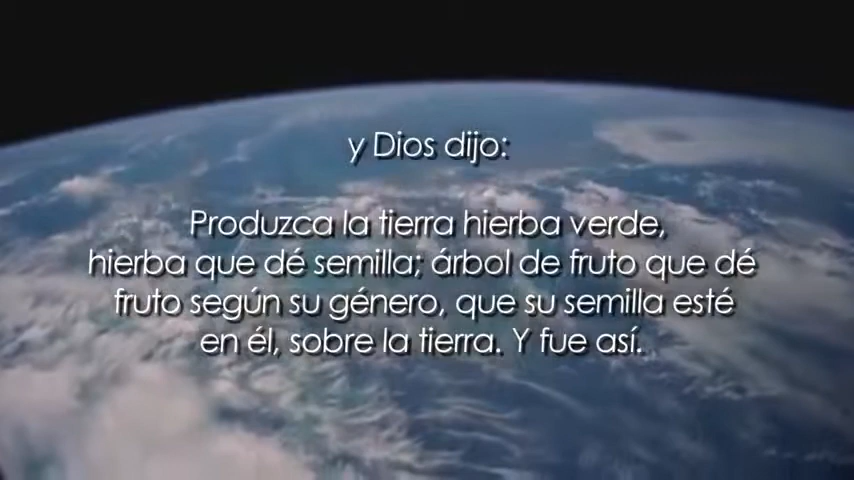 y Dios dijo:
Produzca la tierra hierba verde,
hierba que dé semilla; árbol de fruto que dé
fruto según su género, que su semilla esté
en él, sobre la tierra. Y fue así.